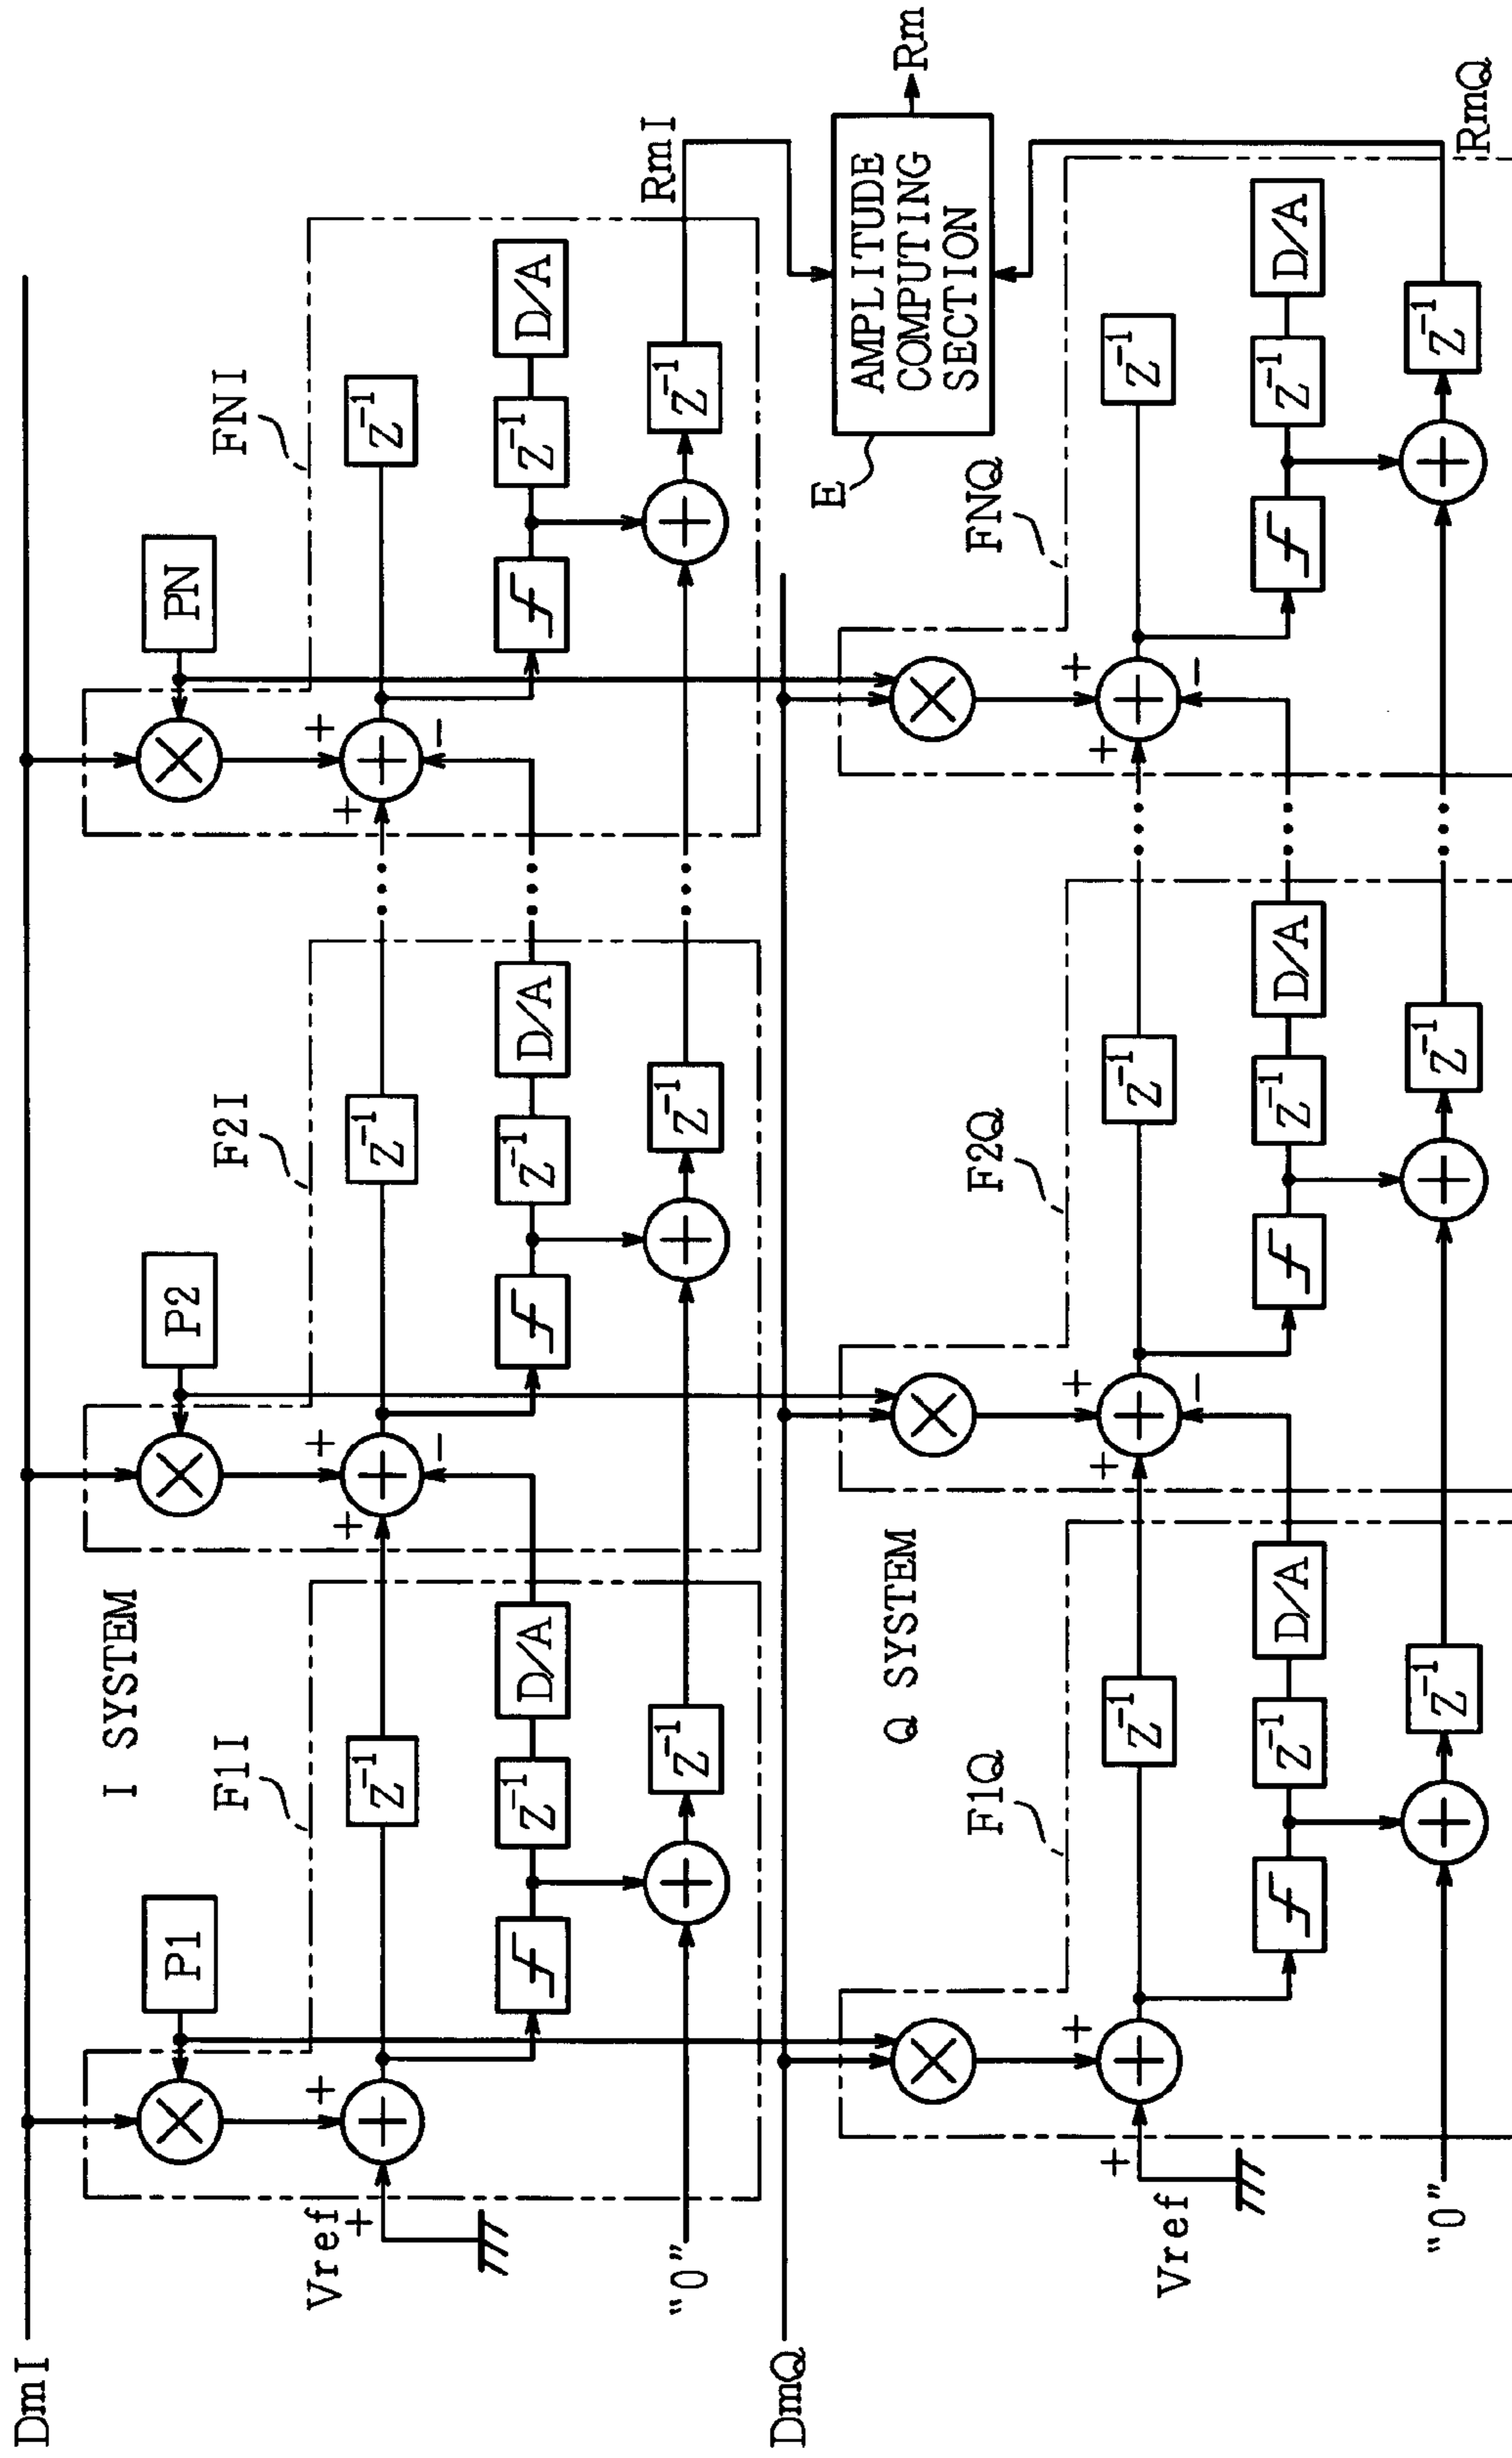 DmI
I SYSTEM
P1
P2
PN
F1I
F2I
FNI
Vref
+
+
Z⁻¹
+
+
−
Z⁻¹
+
+
−
Z⁻¹
Z⁻¹
D/A
Z⁻¹
D/A
Z⁻¹
D/A
"0"
Z⁻¹
Z⁻¹
Z⁻¹
RmI
AMPLITUDE
COMPUTING
SECTION
Rm
E
DmQ
Q SYSTEM
F1Q
F2Q
FNQ
Vref
+
+
Z⁻¹
+
+
−
Z⁻¹
+
+
−
Z⁻¹
Z⁻¹
D/A
Z⁻¹
D/A
Z⁻¹
D/A
"0"
Z⁻¹
Z⁻¹
Z⁻¹
RmQ